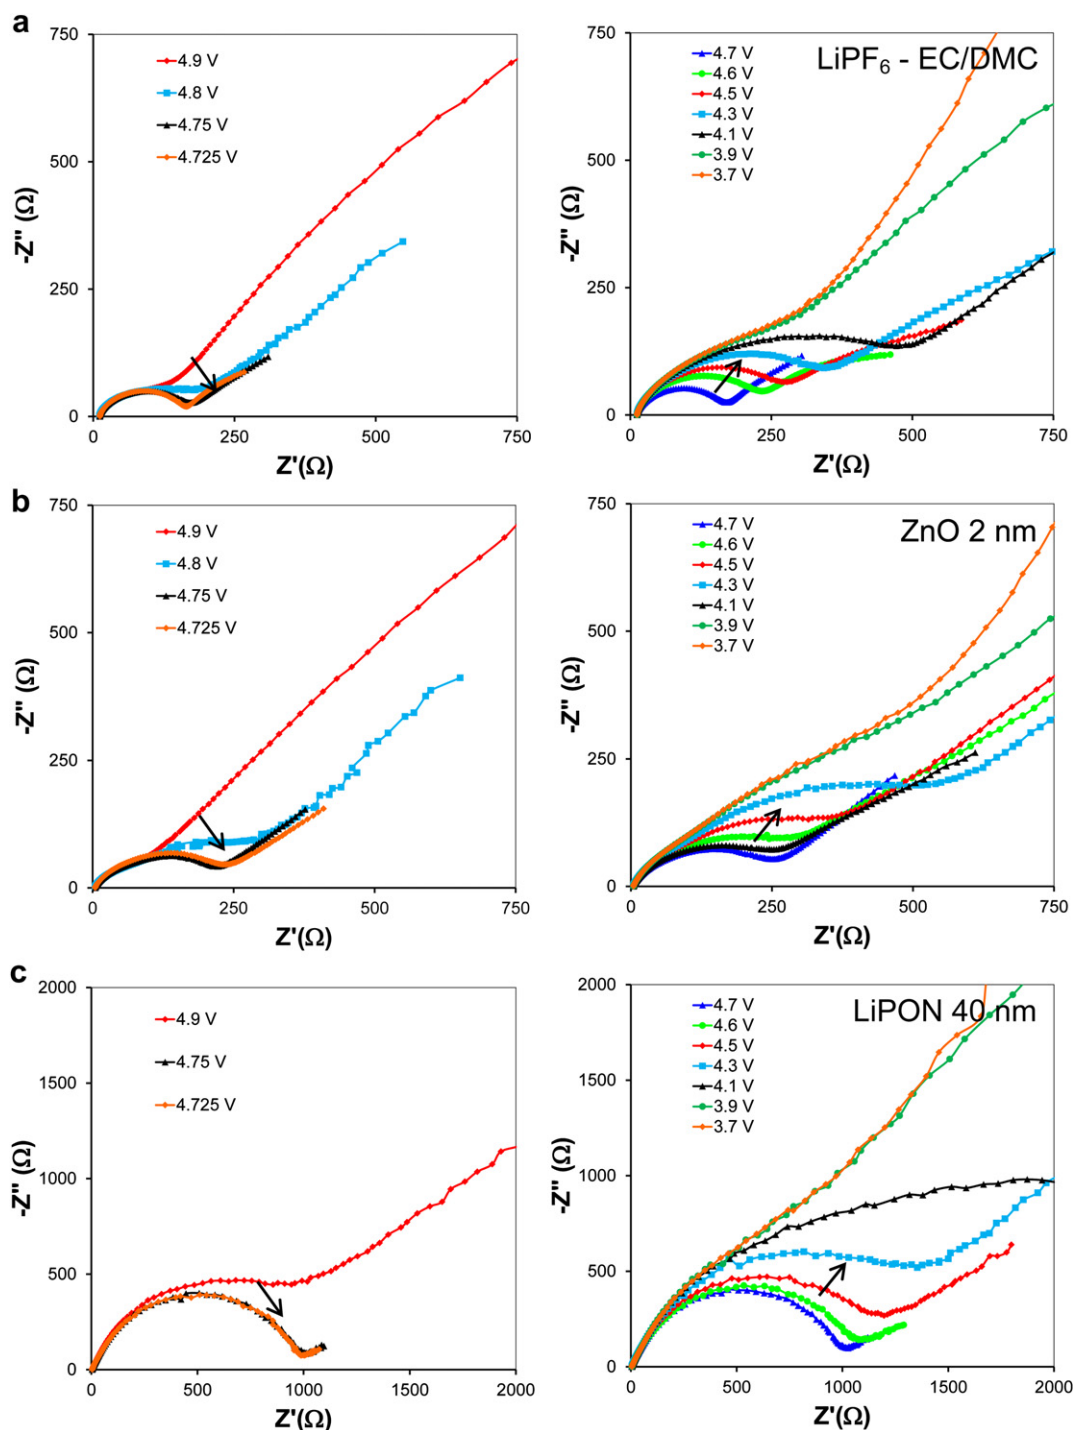 a
750
500
250
0
0
250
500
750
-Z'' (Ω)
Z'(Ω)
4.9 V
4.8 V
4.75 V
4.725 V
750
500
250
0
0
250
500
750
-Z'' (Ω)
Z'(Ω)
LiPF6 - EC/DMC
4.7 V
4.6 V
4.5 V
4.3 V
4.1 V
3.9 V
3.7 V
b
750
500
250
0
0
250
500
750
-Z'' (Ω)
Z'(Ω)
4.9 V
4.8 V
4.75 V
4.725 V
750
500
250
0
0
250
500
750
-Z'' (Ω)
Z'(Ω)
ZnO 2 nm
4.7 V
4.6 V
4.5 V
4.3 V
4.1 V
3.9 V
3.7 V
c
2000
1500
1000
500
0
0
500
1000
1500
2000
-Z'' (Ω)
Z'(Ω)
4.9 V
4.75 V
4.725 V
2000
1500
1000
500
0
0
500
1000
1500
2000
-Z'' (Ω)
Z'(Ω)
LiPON 40 nm
4.7 V
4.6 V
4.5 V
4.3 V
4.1 V
3.9 V
3.7 V